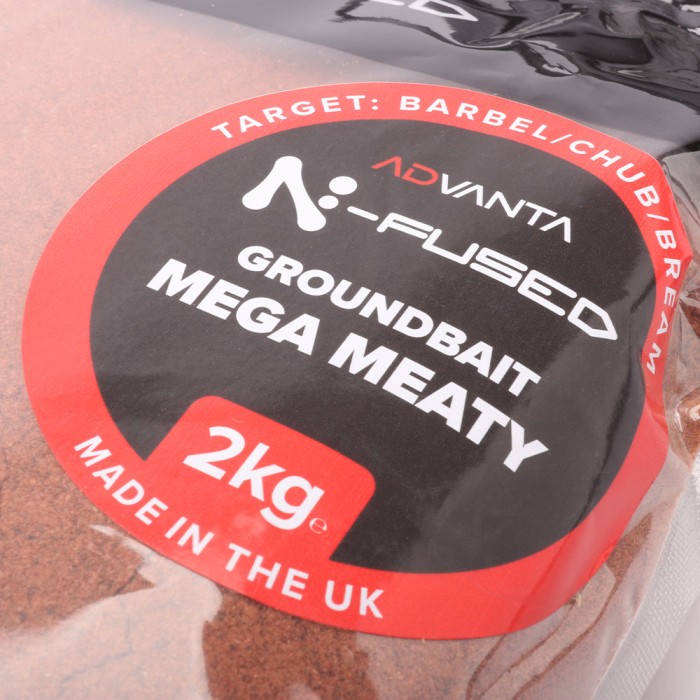 TARGET: BARBEL/CHUB/BREAM
ADVANTA
N-FUSED
GROUNDBAIT
MEGA MEATY
2kg e
MADE IN THE UK